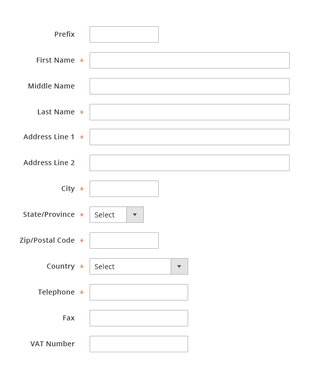 Prefix
First Name *
Middle Name
Last Name *
Address Line 1 *
Address Line 2
City *
State/Province * Select
Zip/Postal Code *
Country * Select
Telephone *
Fax
VAT Number